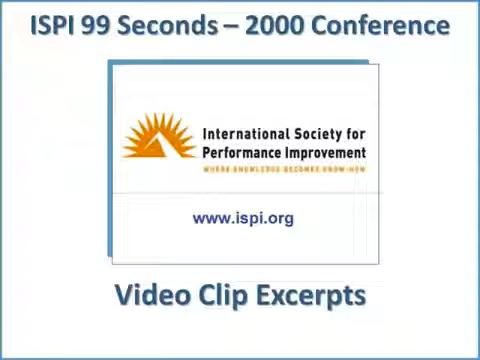 ISPI 99 Seconds – 2000 Conference
International Society for
Performance Improvement
WHERE KNOWLEDGE BECOMES KNOW-HOW
www.ispi.org
Video Clip Excerpts